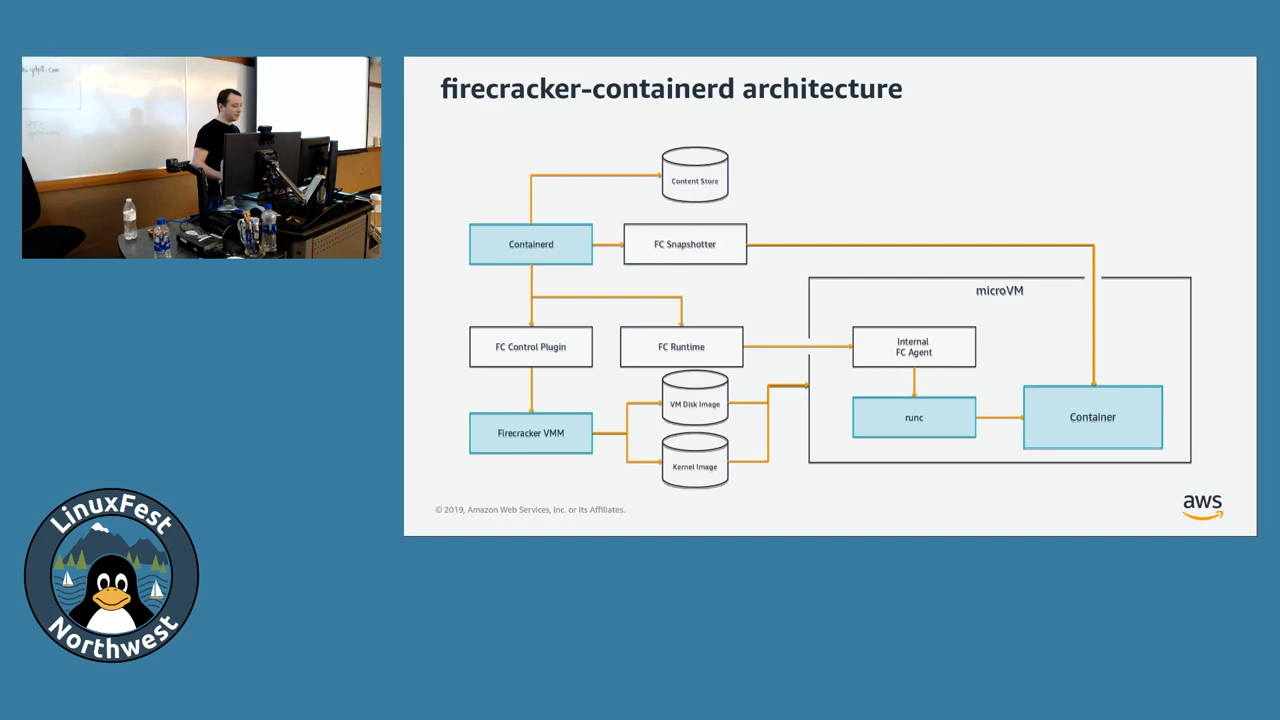 firecracker-containerd architecture
Content Store
Containerd
FC Snapshotter
microVM
FC Control Plugin
FC Runtime
Internal
FC Agent
VM Disk Image
runc
Container
Firecracker VMM
Kernel Image
© 2019, Amazon Web Services, Inc. or its Affiliates.
aws
LinuxFest
Northwest